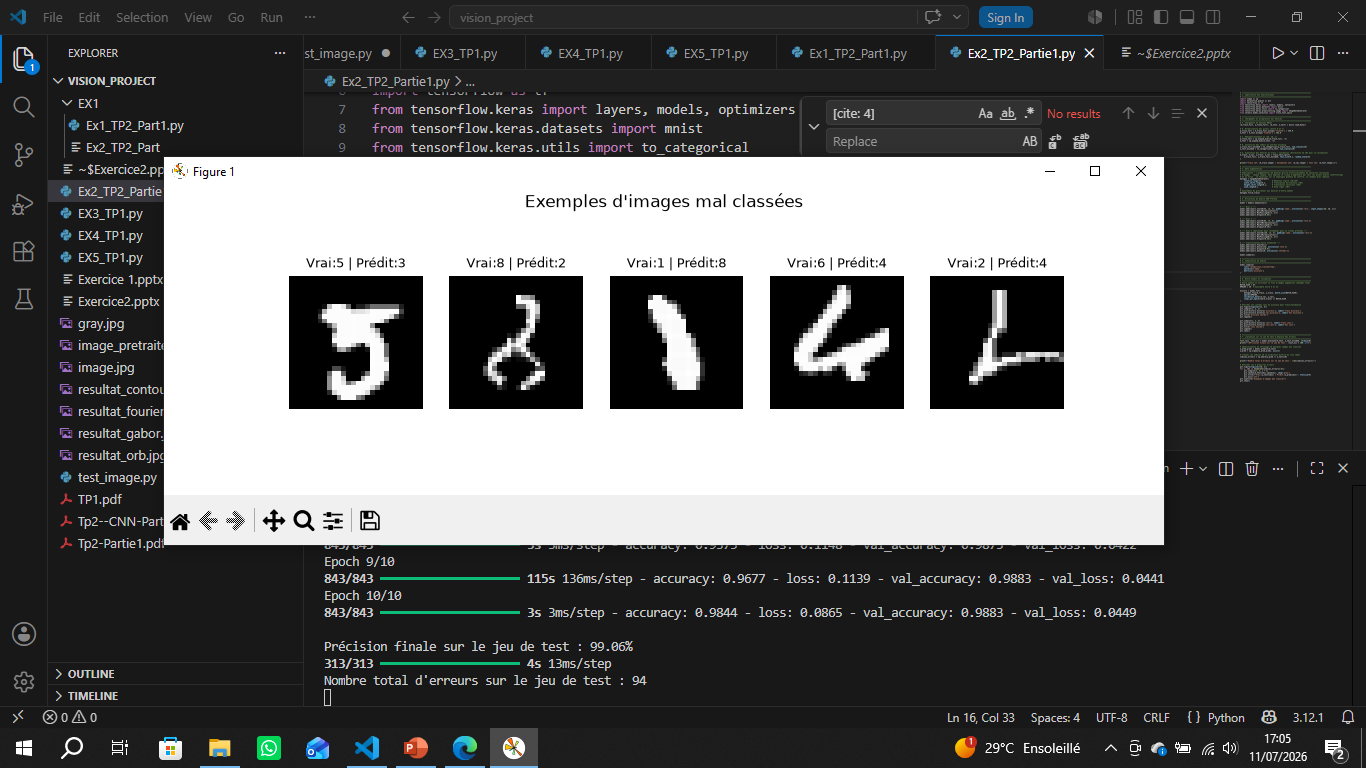 File Edit Selection View Go Run ··· vision_project Sign In
EXPLORER ···
st_image.py EX3_TP1.py EX4_TP1.py EX5_TP1.py Ex1_TP2_Part1.py Ex2_TP2_Partie1.py ~$Exercice2.pptx ···
VISION_PROJECT
Ex2_TP2_Partie1.py > ...
EX1
7 from tensorflow.keras import layers, models, optimizers
8 from tensorflow.keras.datasets import mnist
9 from tensorflow.keras.utils import to_categorical
[cite: 4] Aa ab .* No results
Replace AB
Ex1_TP2_Part1.py
Ex2_TP2_Part
~$Exercice2.pp
Ex2_TP2_Partie
EX3_TP1.py
EX4_TP1.py
EX5_TP1.py
Exercice 1.pptx
Exercice2.pptx
gray.jpg
image_pretraite
image.jpg
resultat_contou
resultat_fourier
resultat_gabor.
resultat_orb.jpg
test_image.py
TP1.pdf
Tp2--CNN-Part
Tp2-Partie1.pdf
OUTLINE
TIMELINE
Figure 1
Exemples d'images mal classées
Vrai:5 | Prédit:3 Vrai:8 | Prédit:2 Vrai:1 | Prédit:8 Vrai:6 | Prédit:4 Vrai:2 | Prédit:4
Epoch 9/10
843/843 115s 136ms/step - accuracy: 0.9677 - loss: 0.1139 - val_accuracy: 0.9883 - val_loss: 0.0441
Epoch 10/10
843/843 3s 3ms/step - accuracy: 0.9844 - loss: 0.0865 - val_accuracy: 0.9883 - val_loss: 0.0449
Précision finale sur le jeu de test : 99.06%
313/313 4s 13ms/step
Nombre total d'erreurs sur le jeu de test : 94
0 0 Ln 16, Col 33 Spaces: 4 UTF-8 CRLF { } Python 3.12.1
29°C Ensoleillé 17:05
11/07/2026 2